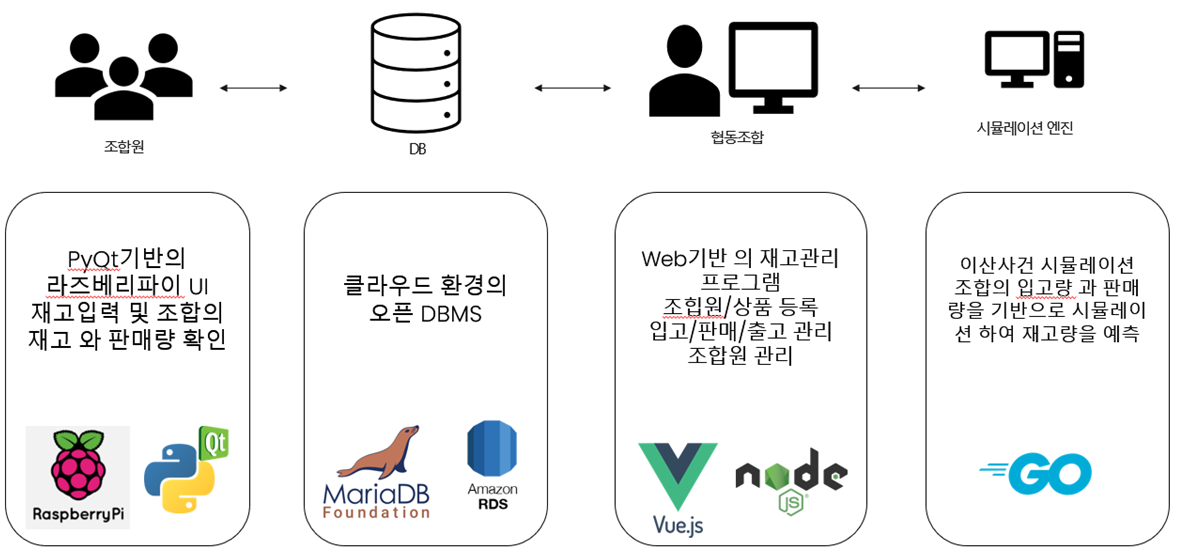 조합원
DB
협동조합
시뮬레이션 엔진
PyQt기반의
라즈베리파이 UI
재고입력 및 조합의
재고 와 판매량 확인
RaspberryPi
Qt
클라우드 환경의
오픈 DBMS
MariaDB
Foundation
Amazon
RDS
Web기반 의 재고관리
프로그램
조합원/상품 등록
입고/판매/출고 관리
조합원 관리
Vue.js
node
JS
이산사건 시뮬레이션
조합의 입고량 과 판매
량을 기반으로 시뮬레이
션 하여 재고량을 예측
GO